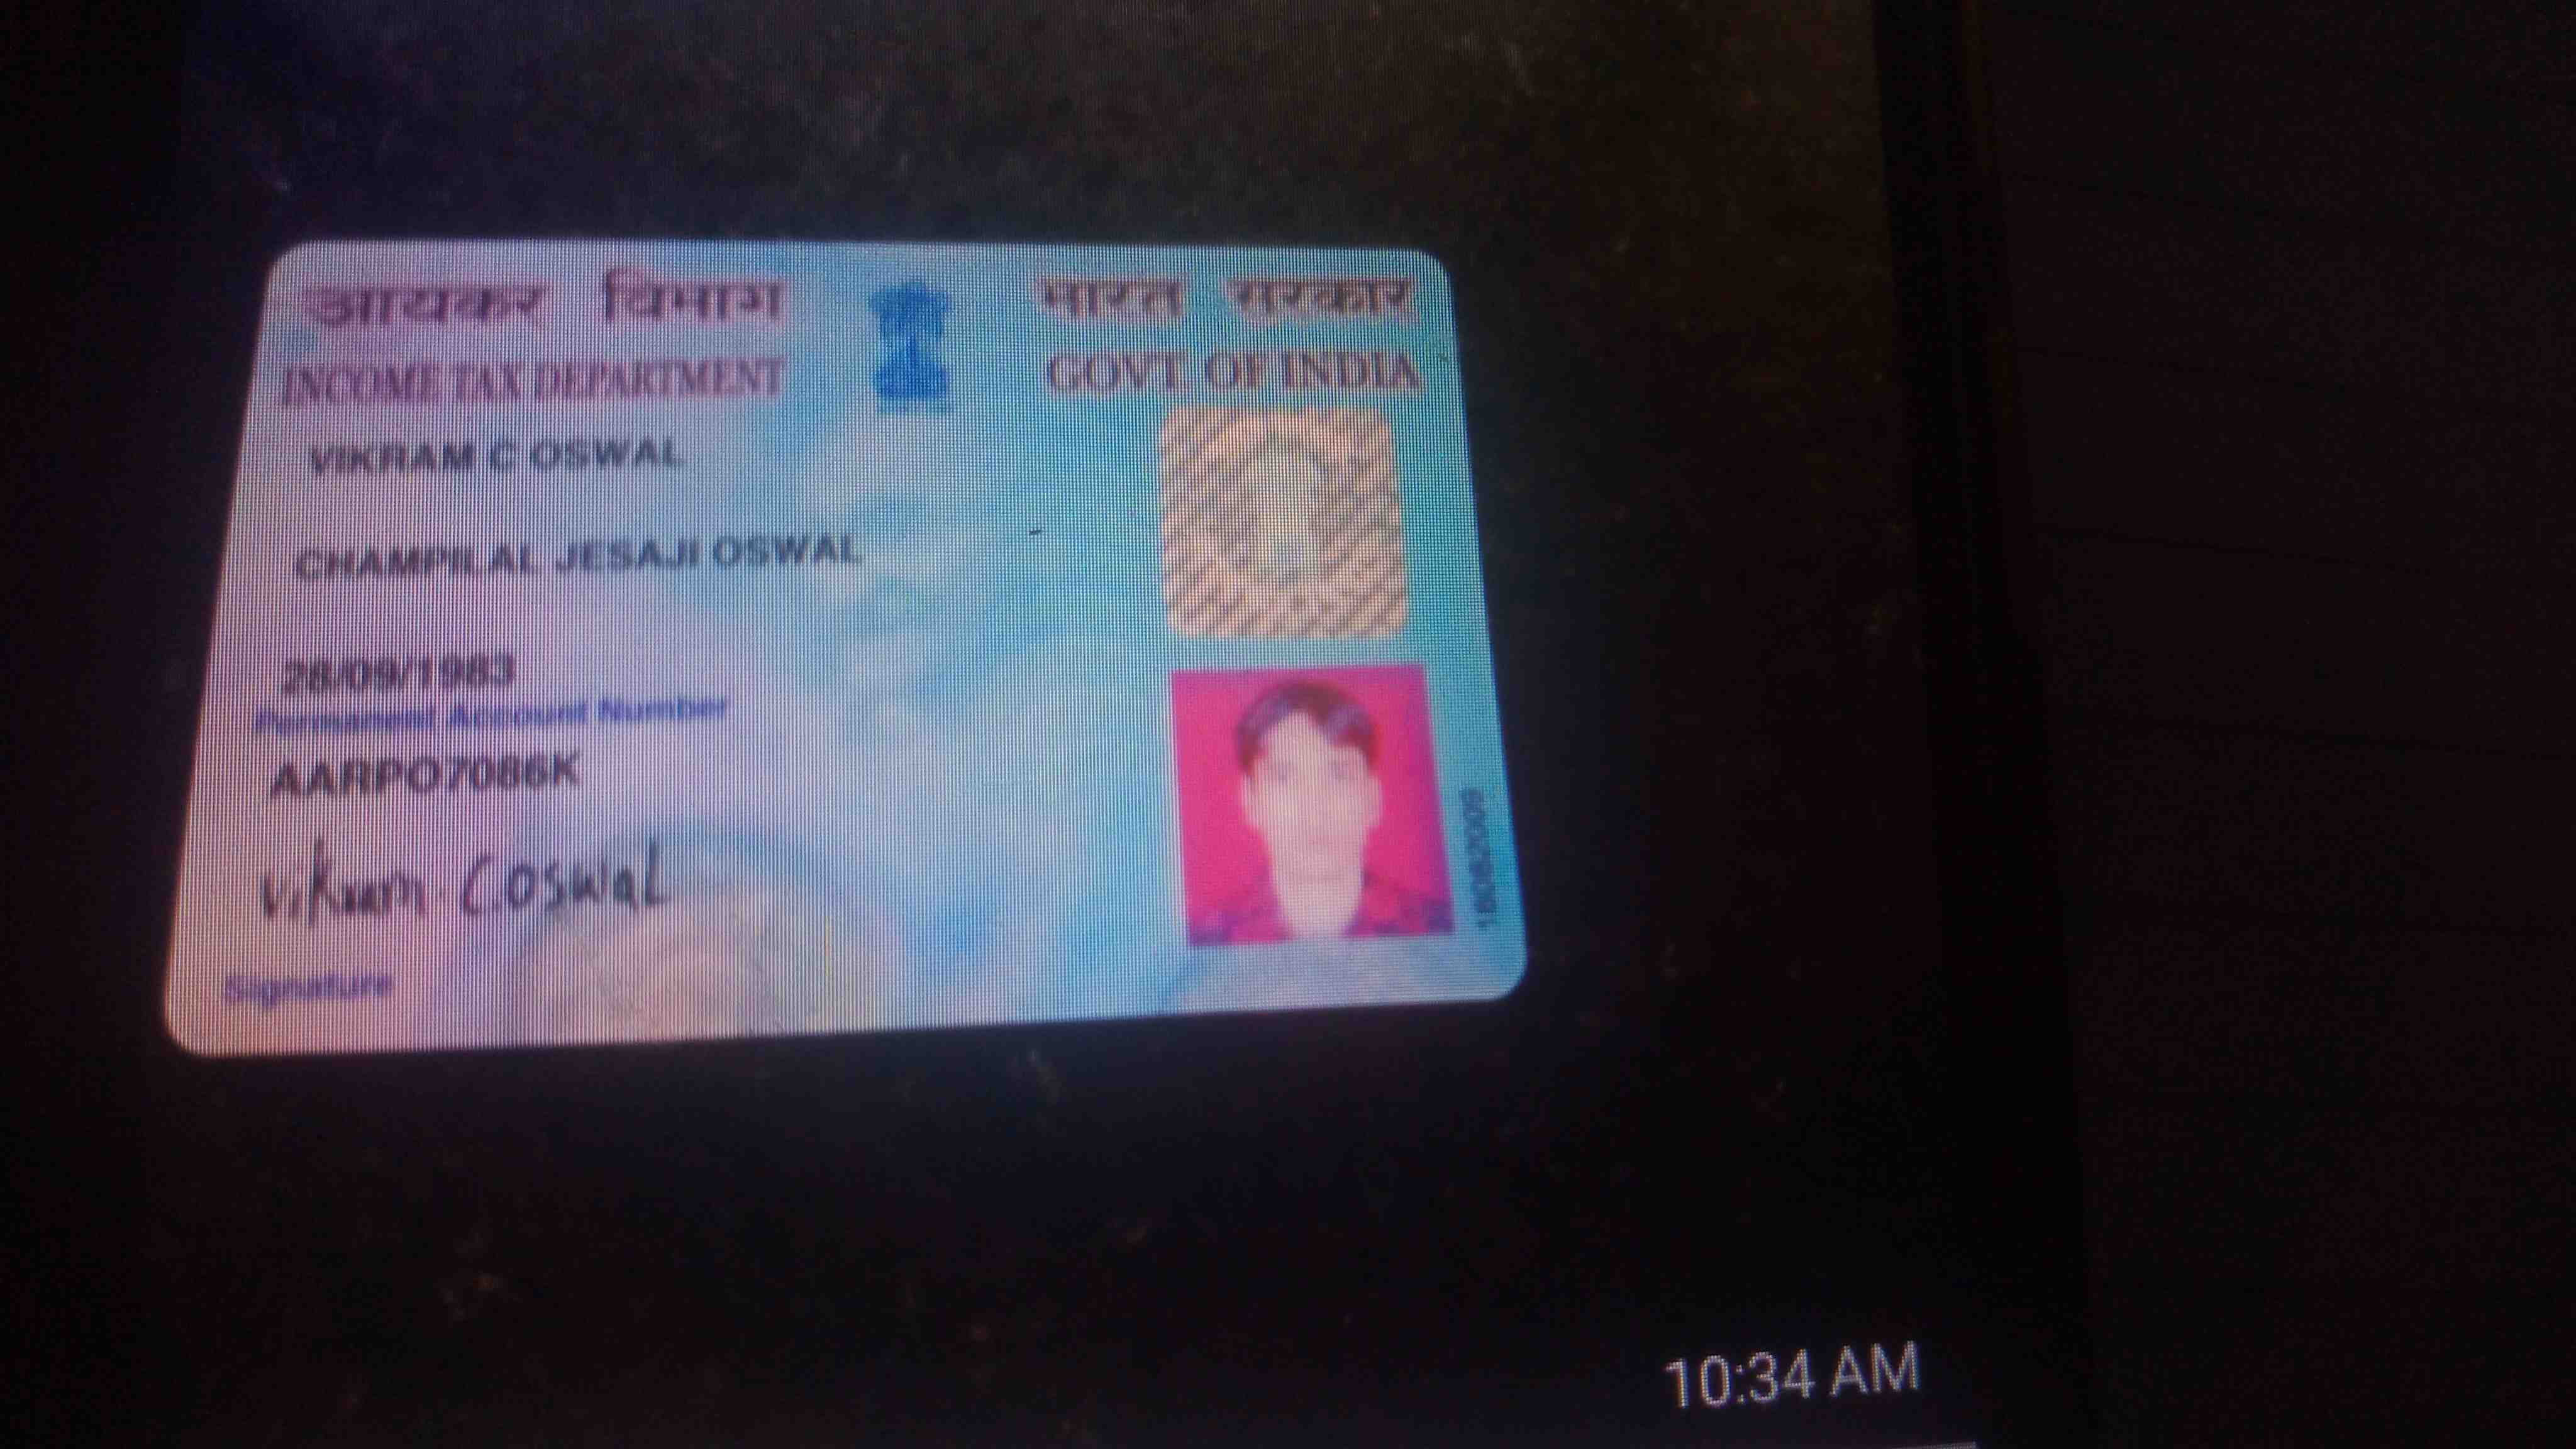 आयकर विभाग
भारत सरकार
INCOME TAX DEPARTMENT
GOVT. OF INDIA
VIKRAM C OSWAL
CHAMPILAL JESAJI OSWAL
28/09/1983
Permanent Account Number
AARPO7086K
Vikram C Oswal
Signature
18082009
10:34 AM